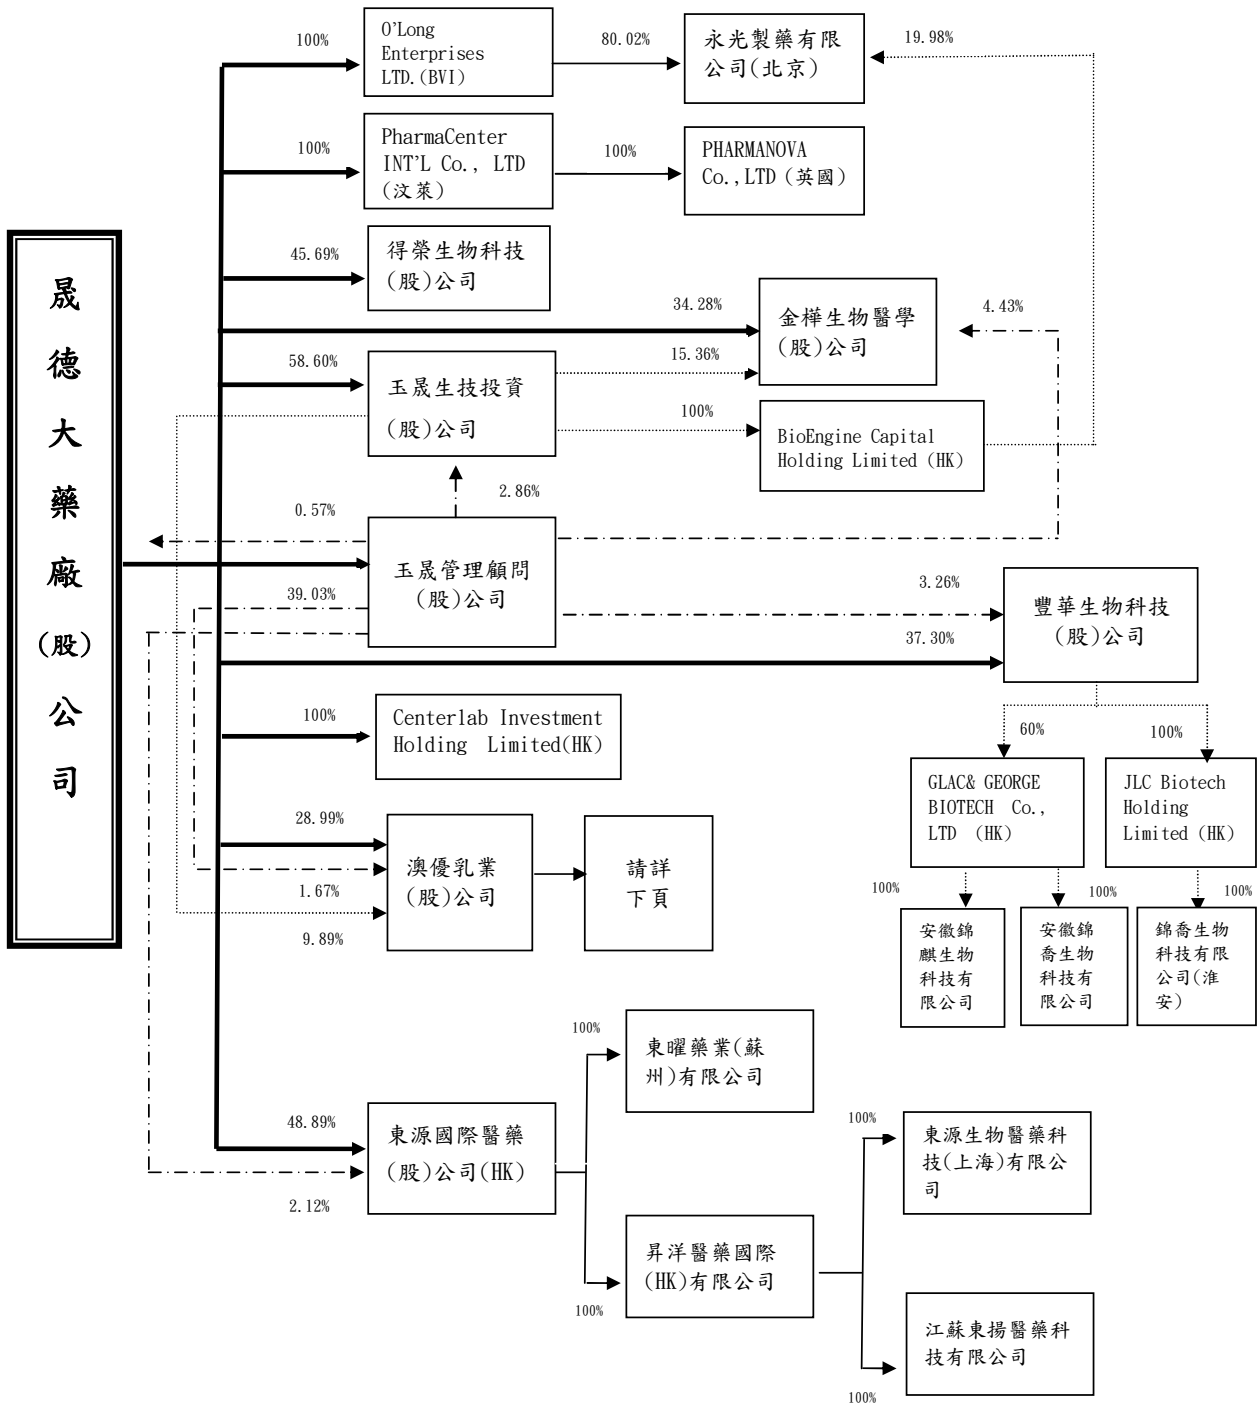 晟德大藥廠(股)公司
100%
O'Long
Enterprises
LTD.(BVI)
80.02%
永光製藥有限
公司(北京)
19.98%
100%
PharmaCenter
INT'L Co., LTD
(汶萊)
100%
PHARMANOVA
Co.,LTD (英國)
45.69%
得榮生物科技
(股)公司
34.28%
金樺生物醫學
(股)公司
4.43%
58.60%
玉晟生技投資
(股)公司
15.36%
100%
BioEngine Capital
Holding Limited (HK)
2.86%
0.57%
玉晟管理顧問
(股)公司
39.03%
3.26%
豐華生物科技
(股)公司
37.30%
100%
Centerlab Investment
Holding Limited(HK)
60%
100%
GLAC& GEORGE
BIOTECH Co.,
LTD (HK)
JLC Biotech
Holding
Limited (HK)
28.99%
澳優乳業
(股)公司
1.67%
9.89%
請詳
下頁
100%
100%
100%
安徽錦
麒生物
科技有
限公司
安徽錦
喬生物
科技有
限公司
錦喬生物
科技有限
公司(淮
安)
48.89%
東源國際醫藥
(股)公司(HK)
2.12%
100%
東曜藥業(蘇
州)有限公司
100%
昇洋醫藥國際
(HK)有限公司
100%
東源生物醫藥科
技(上海)有限公
司
100%
江蘇東揚醫藥科
技有限公司